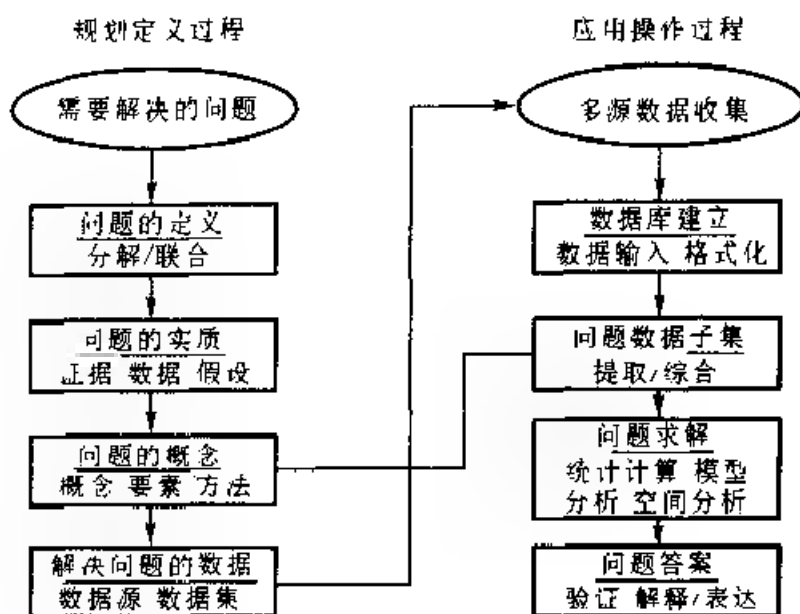 规划定义过程
需要解决的问题
问题的定义
分解/联合
问题的实质
证据 数据 假设
问题的概念
概念 要素 方法
解决问题的数据
数据源 数据集
应用操作过程
多源数据收集
数据库建立
数据输入 格式化
问题数据子集
提取/综合
问题求解
统计计算 模型
分析 空间分析
问题答案
验证 解释/表达